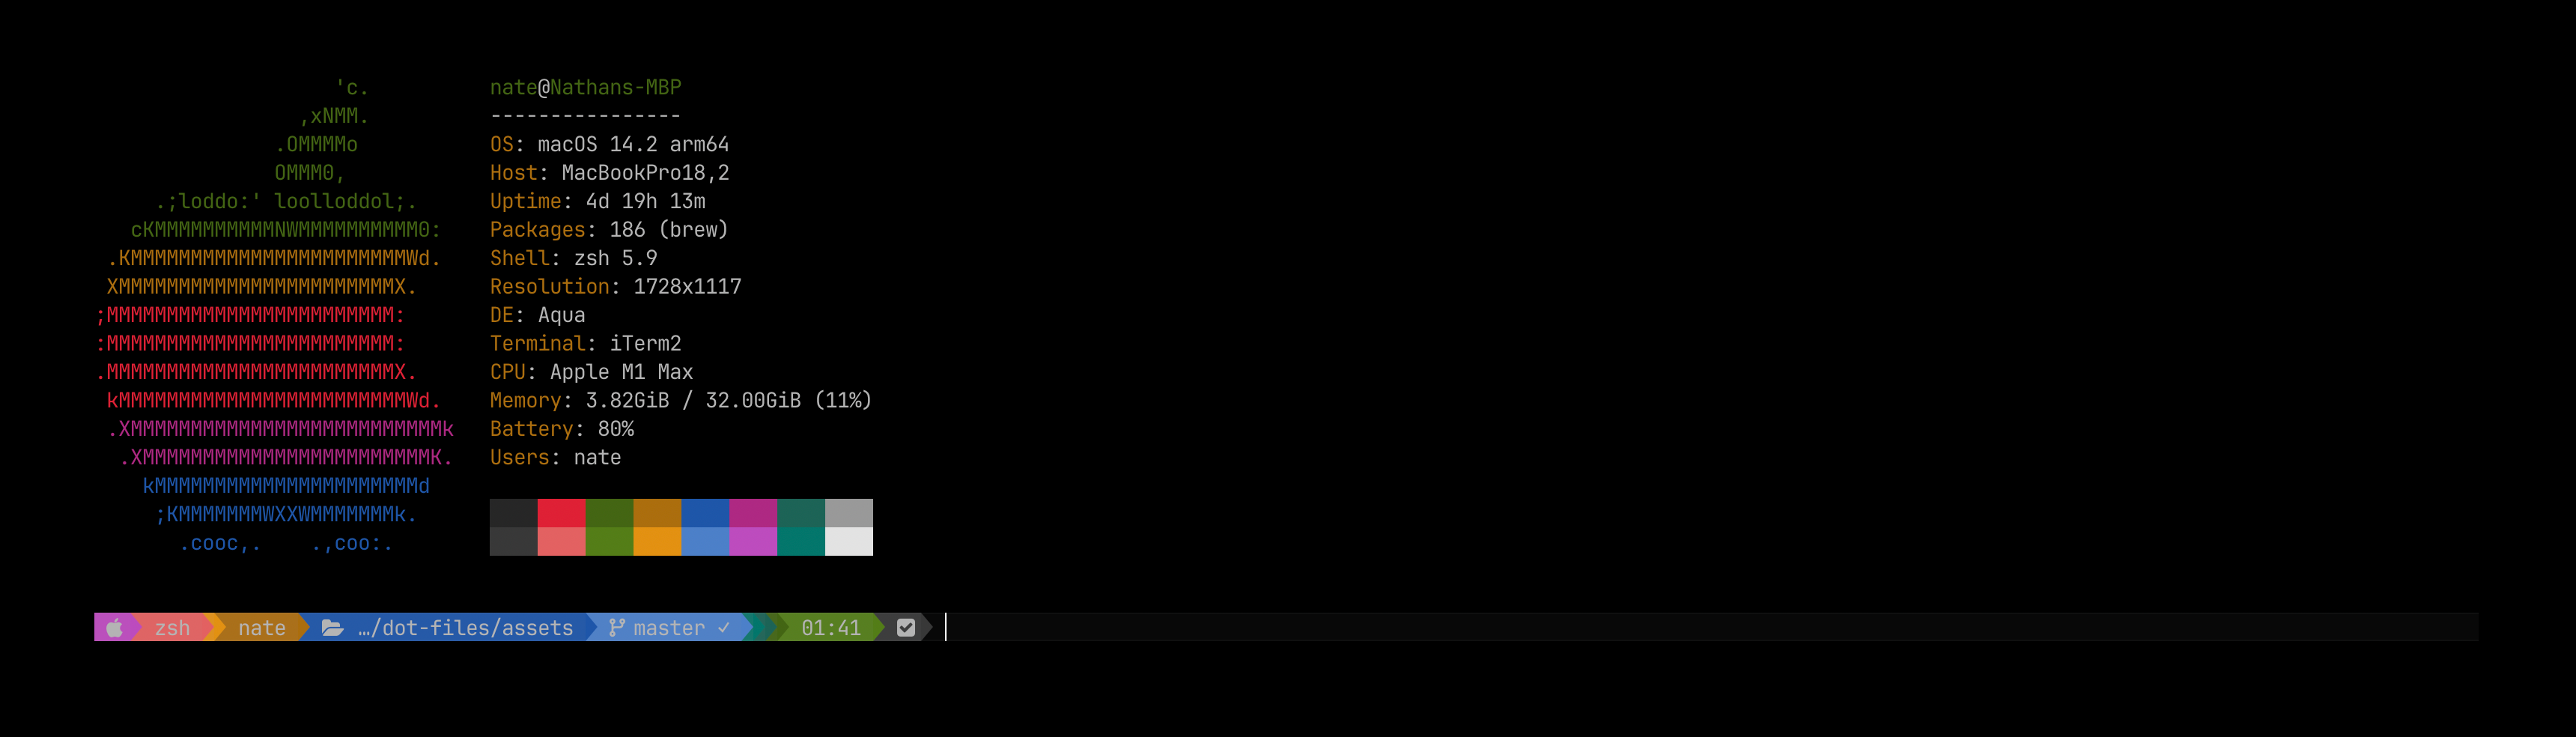 'c.          nate@Nathans-MBP
                 ,xNMM.          ----------------
               .OMMMMo           OS: macOS 14.2 arm64
               OMMM0,            Host: MacBookPro18,2
     .;loddo:' loolloddol;.      Uptime: 4d 19h 13m
   cKMMMMMMMMMMNWMMMMMMMMMM0:    Packages: 186 (brew)
 .KMMMMMMMMMMMMMMMMMMMMMMMWd.    Shell: zsh 5.9
 XMMMMMMMMMMMMMMMMMMMMMMMX.      Resolution: 1728x1117
;MMMMMMMMMMMMMMMMMMMMMMMM:       DE: Aqua
:MMMMMMMMMMMMMMMMMMMMMMMM:       Terminal: iTerm2
.MMMMMMMMMMMMMMMMMMMMMMMMX.      CPU: Apple M1 Max
 kMMMMMMMMMMMMMMMMMMMMMMMMWd.    Memory: 3.82GiB / 32.00GiB (11%)
 .XMMMMMMMMMMMMMMMMMMMMMMMMMMk   Battery: 80%
  .XMMMMMMMMMMMMMMMMMMMMMMMMK.   Users: nate
    kMMMMMMMMMMMMMMMMMMMMMMd
     ;KMMMMMMMWXXWMMMMMMMk.
       .cooc,.    .,coo:.
zsh nate …/dot-files/assets master ✓ 01:41